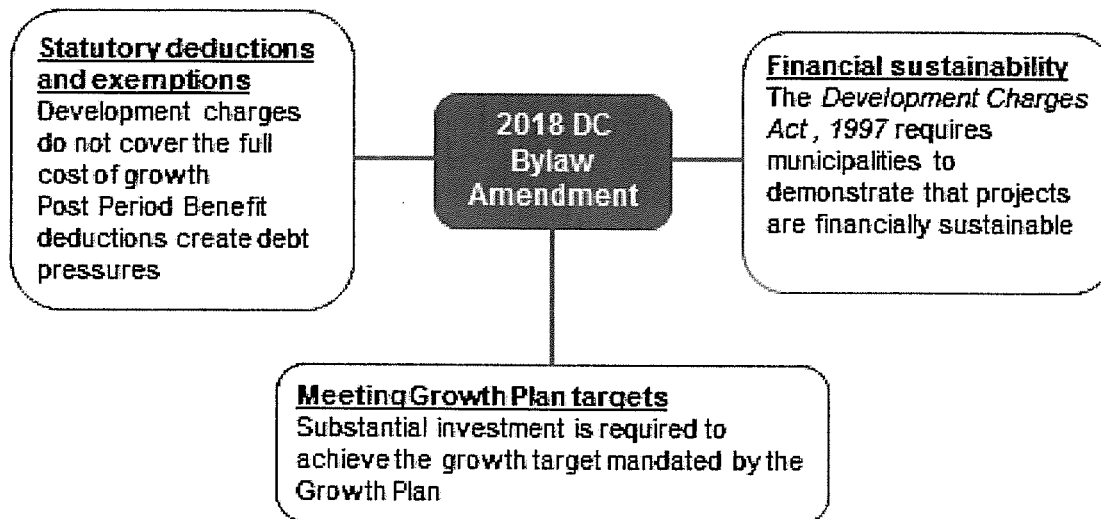 Statutory deductions
and exemptions
Development charges
do not cover the full
cost of growth
Post Period Benefit
deductions create debt
pressures
2018 DC
Bylaw
Amendment
Financial sustainability
The Development Charges
Act, 1997 requires
municipalities to
demonstrate that projects
are financially sustainable
Meeting Growth Plan targets
Substantial investment is required to
achieve the growth target mandated by the
Growth Plan